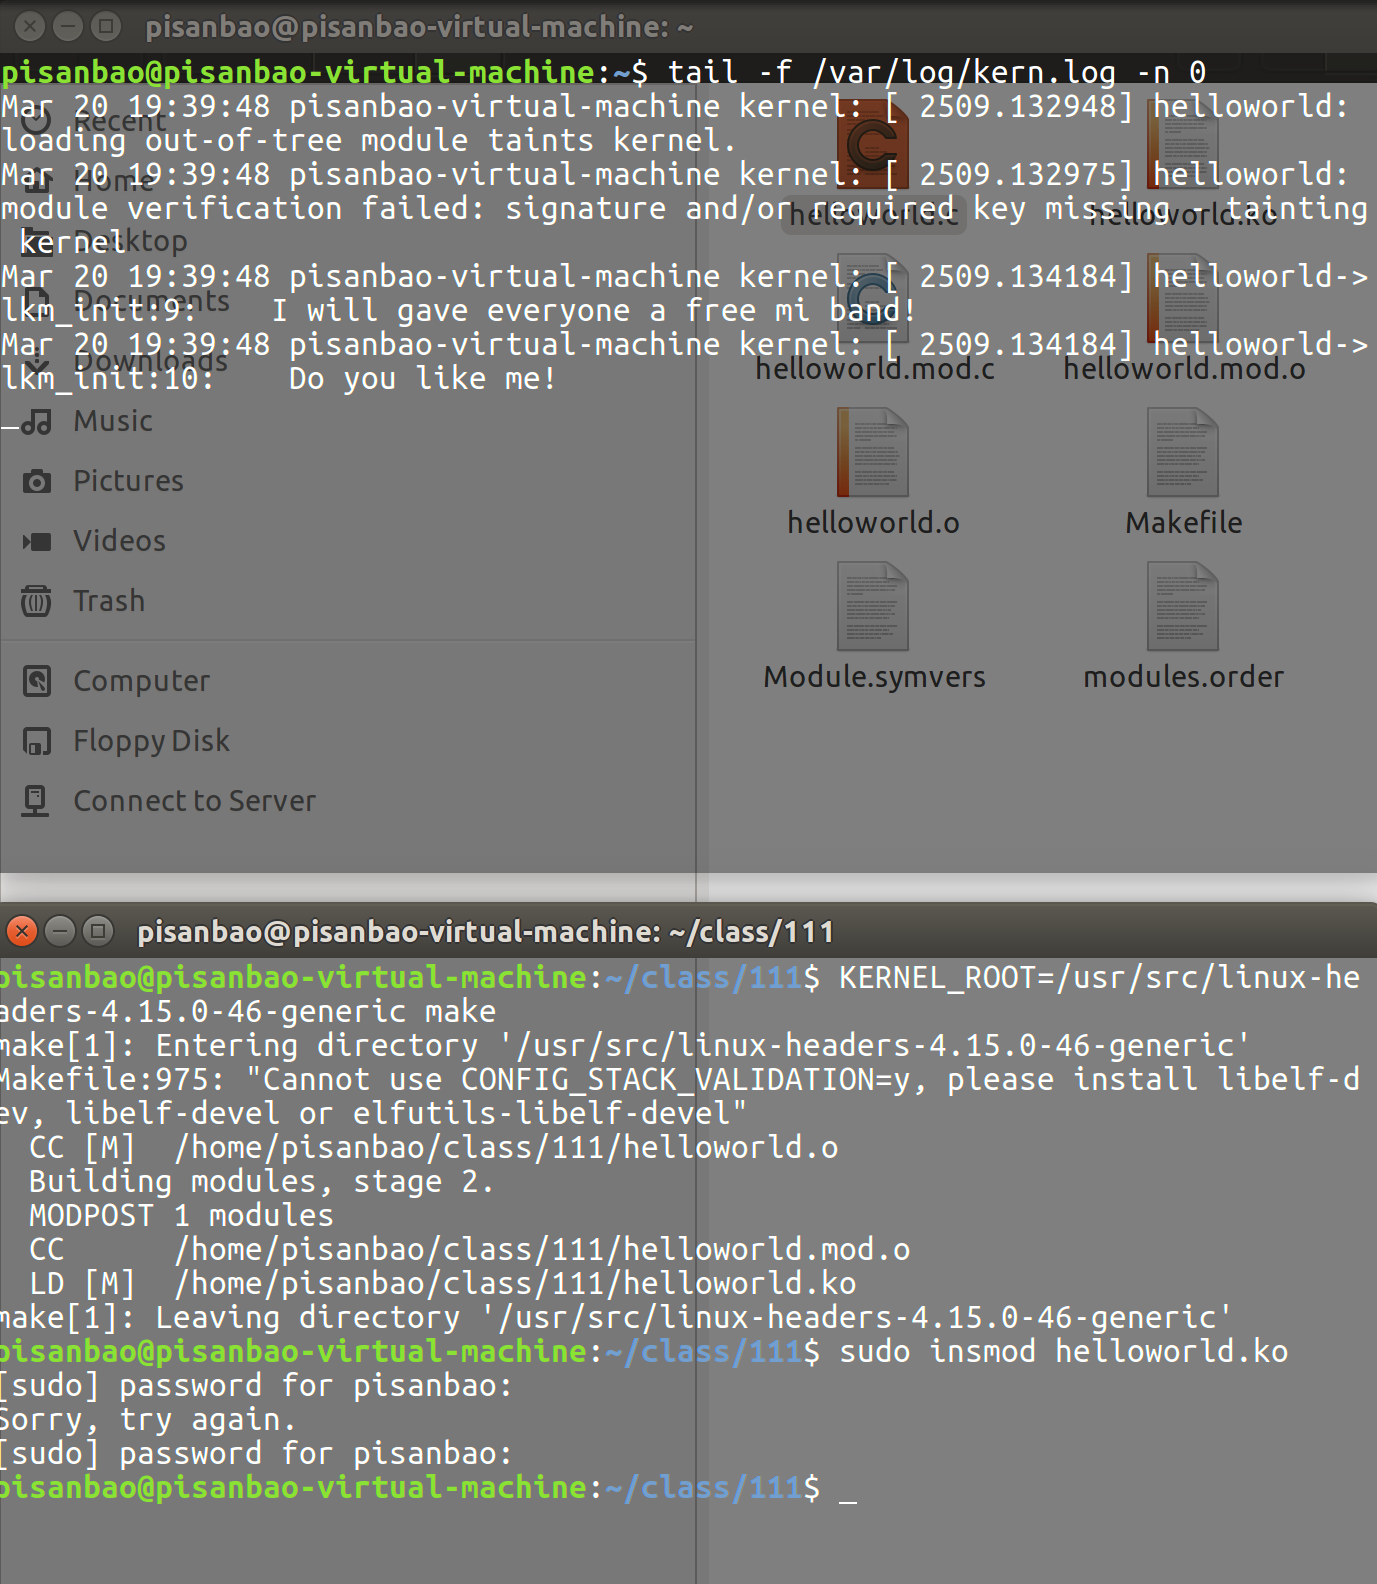 pisanbao@pisanbao-virtual-machine: ~
pisanbao@pisanbao-virtual-machine:~$ tail -f /var/log/kern.log -n 0
Mar 20 19:39:48 pisanbao-virtual-machine kernel: [ 2509.132948] helloworld:
loading out-of-tree module taints kernel.
Mar 20 19:39:48 pisanbao-virtual-machine kernel: [ 2509.132975] helloworld:
module verification failed: signature and/or required key missing - tainting
 kernel
Mar 20 19:39:48 pisanbao-virtual-machine kernel: [ 2509.134184] helloworld->
lkm_init:9:    I will gave everyone a free mi band!
Mar 20 19:39:48 pisanbao-virtual-machine kernel: [ 2509.134184] helloworld->
lkm_init:10:    Do you like me!
_
Recent
Home
Desktop
Documents
Downloads
Music
Pictures
Videos
Trash
Computer
Floppy Disk
Connect to Server
helloworld.c
helloworld.ko
helloworld.mod.c
helloworld.mod.o
helloworld.o
Makefile
Module.symvers
modules.order
pisanbao@pisanbao-virtual-machine: ~/class/111
pisanbao@pisanbao-virtual-machine:~/class/111$ KERNEL_ROOT=/usr/src/linux-he
aders-4.15.0-46-generic make
make[1]: Entering directory '/usr/src/linux-headers-4.15.0-46-generic'
Makefile:975: "Cannot use CONFIG_STACK_VALIDATION=y, please install libelf-d
ev, libelf-devel or elfutils-libelf-devel"
  CC [M]  /home/pisanbao/class/111/helloworld.o
  Building modules, stage 2.
  MODPOST 1 modules
  CC      /home/pisanbao/class/111/helloworld.mod.o
  LD [M]  /home/pisanbao/class/111/helloworld.ko
make[1]: Leaving directory '/usr/src/linux-headers-4.15.0-46-generic'
pisanbao@pisanbao-virtual-machine:~/class/111$ sudo insmod helloworld.ko
[sudo] password for pisanbao:
Sorry, try again.
[sudo] password for pisanbao:
pisanbao@pisanbao-virtual-machine:~/class/111$ _